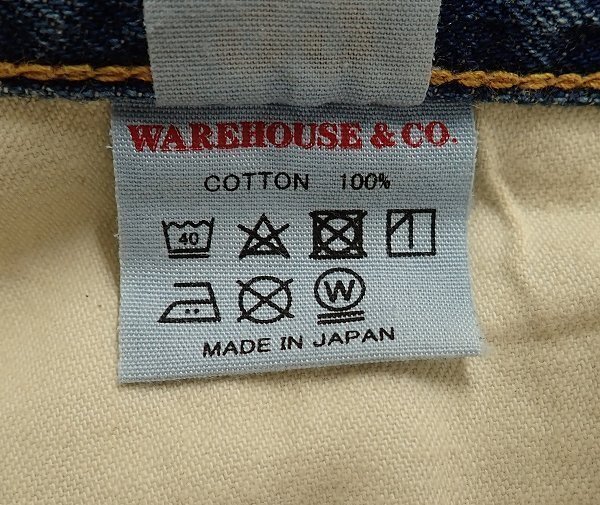 WAREHOUSE & CO.
COTTON 100%
40
W
MADE IN JAPAN